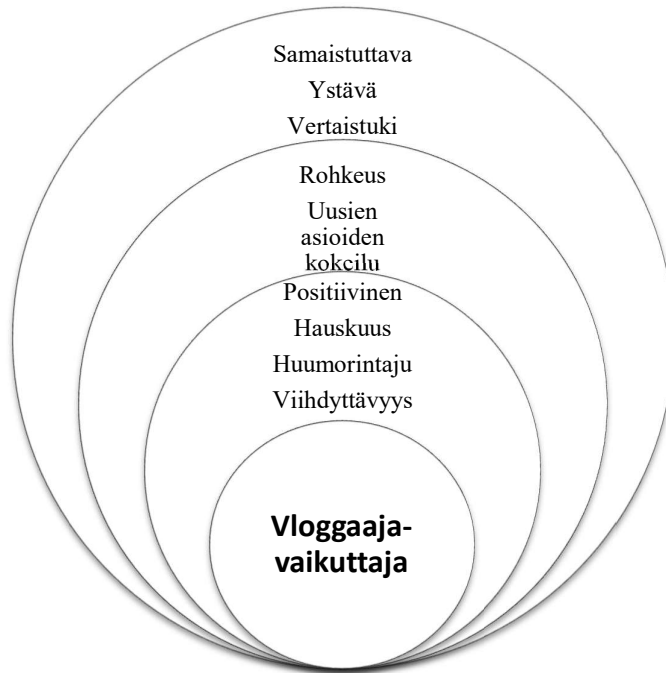 Samaistuttava
Ystävä
Vertaistuki
Rohkeus
Uusien
asioiden
kokeilu
Positiivinen
Hauskuus
Huumorintaju
Viihdyttävyys
Vloggaaja-
vaikuttaja